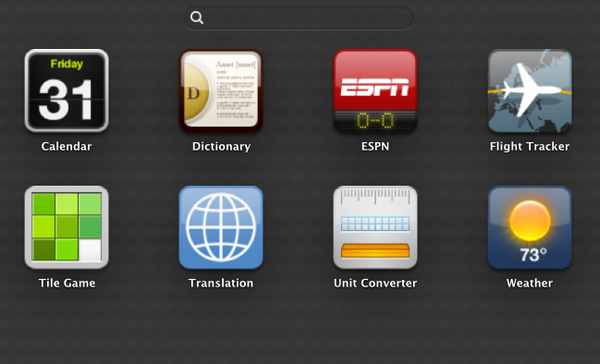 Friday
31
Calendar
D
Amet [amet]
Dictionary
ESPN
0-0
ESPN
Flight Tracker
Tile Game
Translation
Unit Converter
73°
Weather